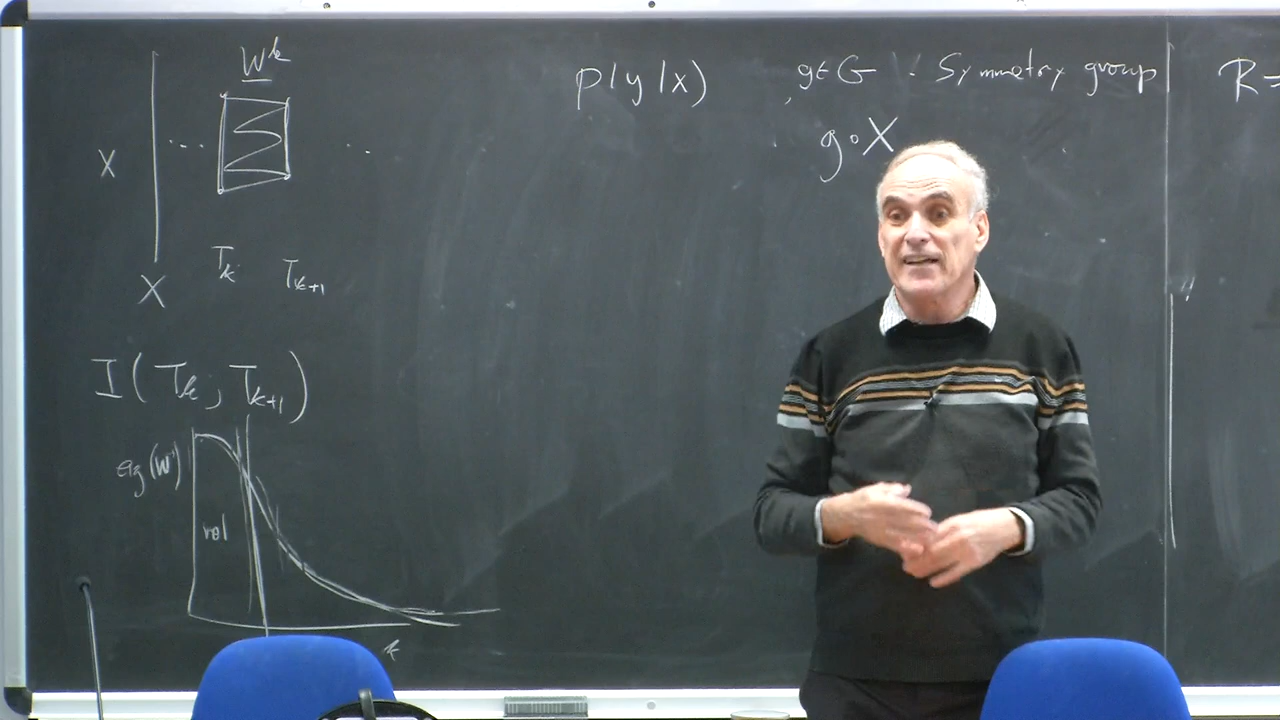 W^k
X
...
...
T_k
T_{k+1}
X
I(T_k; T_{k+1})
eig(W)
rel
k
p(y|x)
g∈G . Symmetry group
g∘X
R=